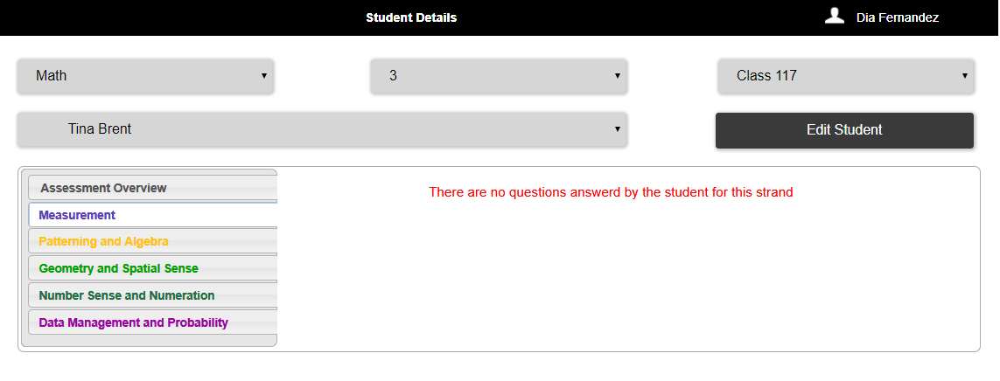 Student Details
Dia Fernandez
Math
3
Class 117
Tina Brent
Edit Student
Assessment Overview
There are no questions answerd by the student for this strand
Measurement
Patterning and Algebra
Geometry and Spatial Sense
Number Sense and Numeration
Data Management and Probability